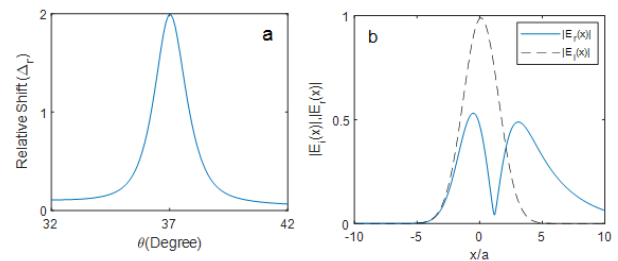 a
Relative Shift(Δr)
2
1
0
32
37
42
θ(Degree)
b
|Ei(x)|,|Er(x)|
1
0.5
0
-10
-5
0
5
10
x/a
|Er(x)|
|Ei(x)|